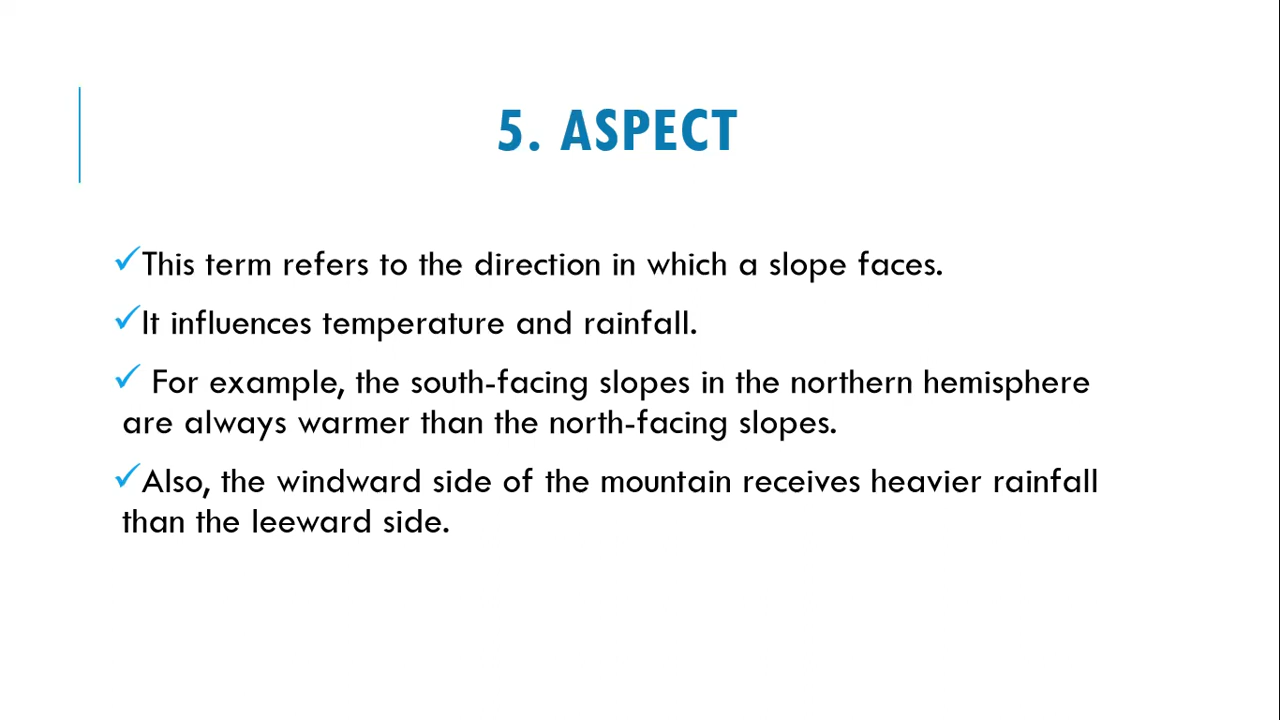 5. ASPECT
✓This term refers to the direction in which a slope faces.
✓It influences temperature and rainfall.
✓ For example, the south-facing slopes in the northern hemisphere
are always warmer than the north-facing slopes.
✓Also, the windward side of the mountain receives heavier rainfall
than the leeward side.